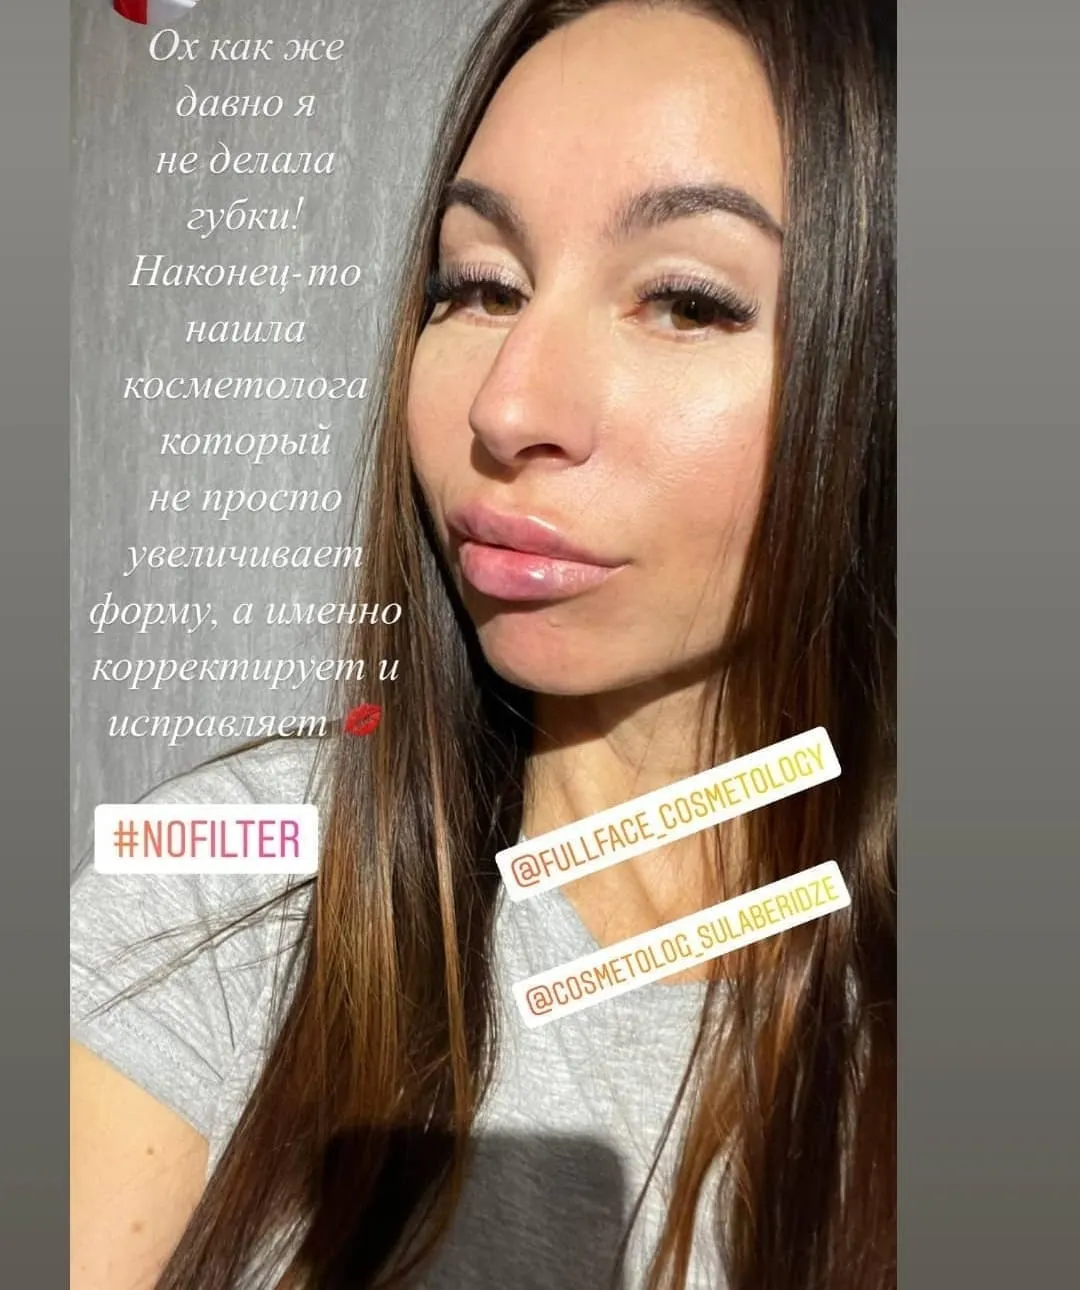 Ох как же
давно я
не делала
губки!
Наконец-то
нашла
косметолога
который
не просто
увеличивает
форму, а именно
корректирует и
исправляет 💋
#NOFILTER
@FULLFACE_COSMETOLOGY
@COSMETOLOG_SULABERIDZE